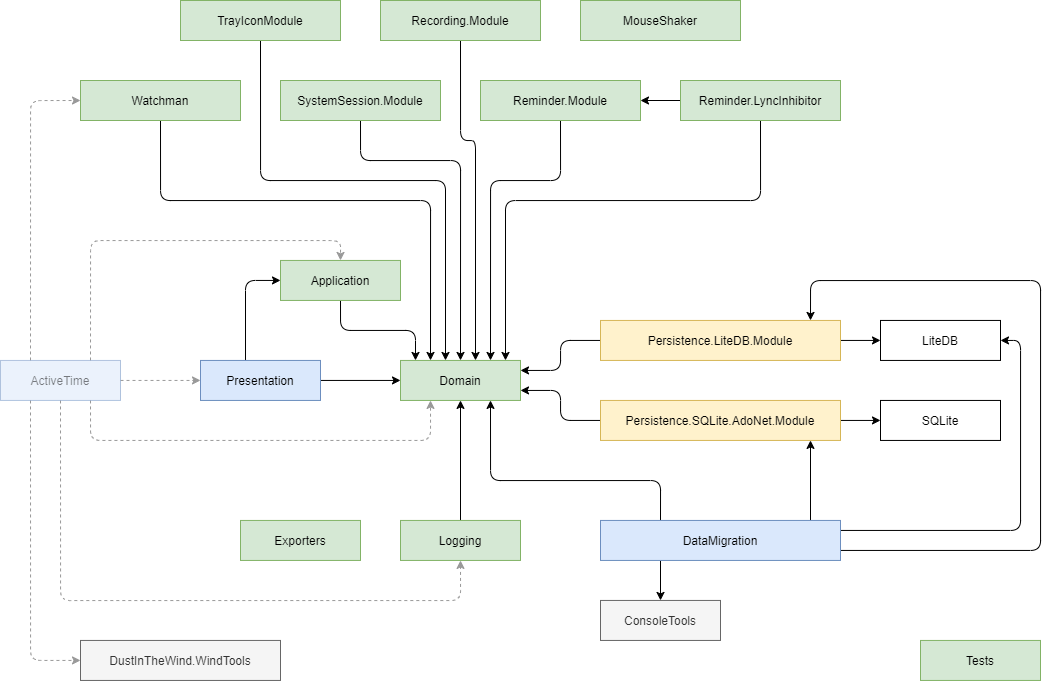 TrayIconModule
Recording.Module
MouseShaker
Watchman
SystemSession.Module
Reminder.Module
Reminder.LyncInhibitor
Application
Persistence.LiteDB.Module
LiteDB
ActiveTime
Presentation
Domain
Persistence.SQLite.AdoNet.Module
SQLite
Exporters
Logging
DataMigration
ConsoleTools
DustInTheWind.WindTools
Tests